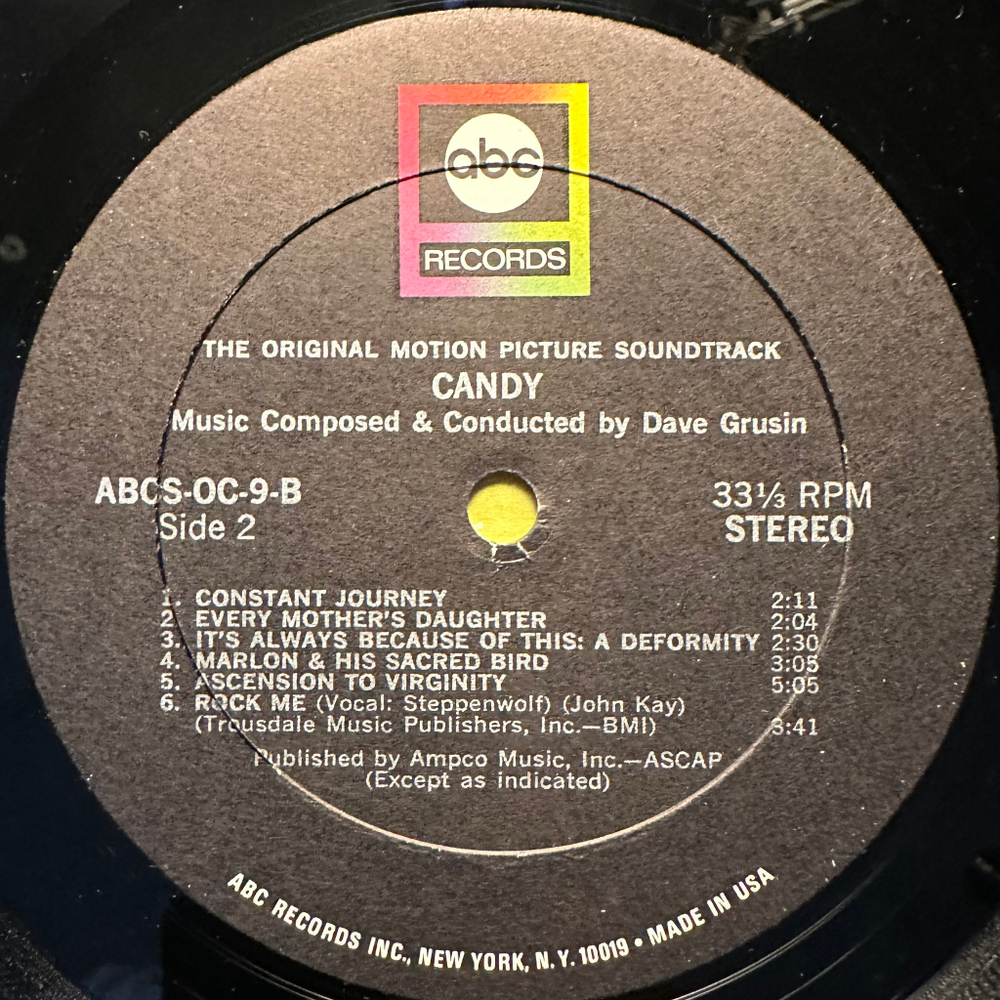 abc
RECORDS
THE ORIGINAL MOTION PICTURE SOUNDTRACK
CANDY
Music Composed & Conducted by Dave Grusin
ABCS-OC-9-B
Side 2
33⅓ RPM
STEREO
1. CONSTANT JOURNEY 2:11
2. EVERY MOTHER'S DAUGHTER 2:04
3. IT'S ALWAYS BECAUSE OF THIS: A DEFORMITY 2:30
4. MARLON & HIS SACRED BIRD 3:05
5. ASCENSION TO VIRGINITY 5:05
6. ROCK ME (Vocal: Steppenwolf) (John Kay)
(Trousdale Music Publishers, Inc.—BMI) 3:41
Published by Ampco Music, Inc.—ASCAP
(Except as indicated)
ABC RECORDS INC., NEW YORK, N.Y. 10019 • MADE IN USA